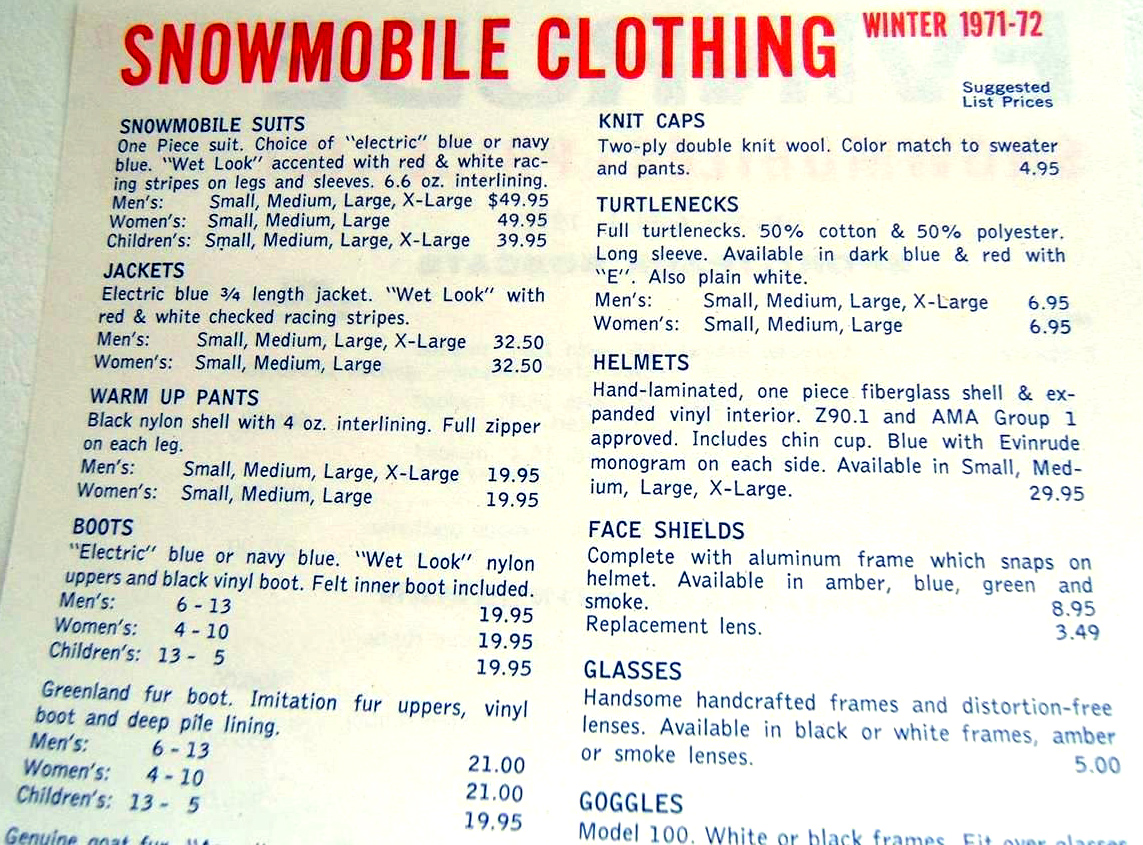 SNOWMOBILE CLOTHING WINTER 1971-72
Suggested
List Prices
SNOWMOBILE SUITS
One Piece suit. Choice of "electric" blue or navy
blue. "Wet Look" accented with red & white rac-
ing stripes on legs and sleeves. 6.6 oz. interlining.
Men's: Small, Medium, Large, X-Large $49.95
Women's: Small, Medium, Large 49.95
Children's: Small, Medium, Large, X-Large 39.95
JACKETS
Electric blue ¾ length jacket. "Wet Look" with
red & white checked racing stripes.
Men's: Small, Medium, Large, X-Large 32.50
Women's: Small, Medium, Large 32.50
WARM UP PANTS
Black nylon shell with 4 oz. interlining. Full zipper
on each leg.
Men's: Small, Medium, Large, X-Large 19.95
Women's: Small, Medium, Large 19.95
BOOTS
"Electric" blue or navy blue. "Wet Look" nylon
uppers and black vinyl boot. Felt inner boot included.
Men's: 6 - 13 19.95
Women's: 4 - 10 19.95
Children's: 13 - 5 19.95
Greenland fur boot. Imitation fur uppers, vinyl
boot and deep pile lining.
Men's: 6 - 13 21.00
Women's: 4 - 10 21.00
Children's: 13 - 5 19.95
Genuine goat fur
KNIT CAPS
Two-ply double knit wool. Color match to sweater
and pants. 4.95
TURTLENECKS
Full turtlenecks. 50% cotton & 50% polyester.
Long sleeve. Available in dark blue & red with
"E". Also plain white.
Men's: Small, Medium, Large, X-Large 6.95
Women's: Small, Medium, Large 6.95
HELMETS
Hand-laminated, one piece fiberglass shell & ex-
panded vinyl interior. Z90.1 and AMA Group 1
approved. Includes chin cup. Blue with Evinrude
monogram on each side. Available in Small, Med-
ium, Large, X-Large. 29.95
FACE SHIELDS
Complete with aluminum frame which snaps on
helmet. Available in amber, blue, green and
smoke. 8.95
Replacement lens. 3.49
GLASSES
Handsome handcrafted frames and distortion-free
lenses. Available in black or white frames, amber
or smoke lenses. 5.00
GOGGLES
Model 100. White or black frames. Fit over glasses